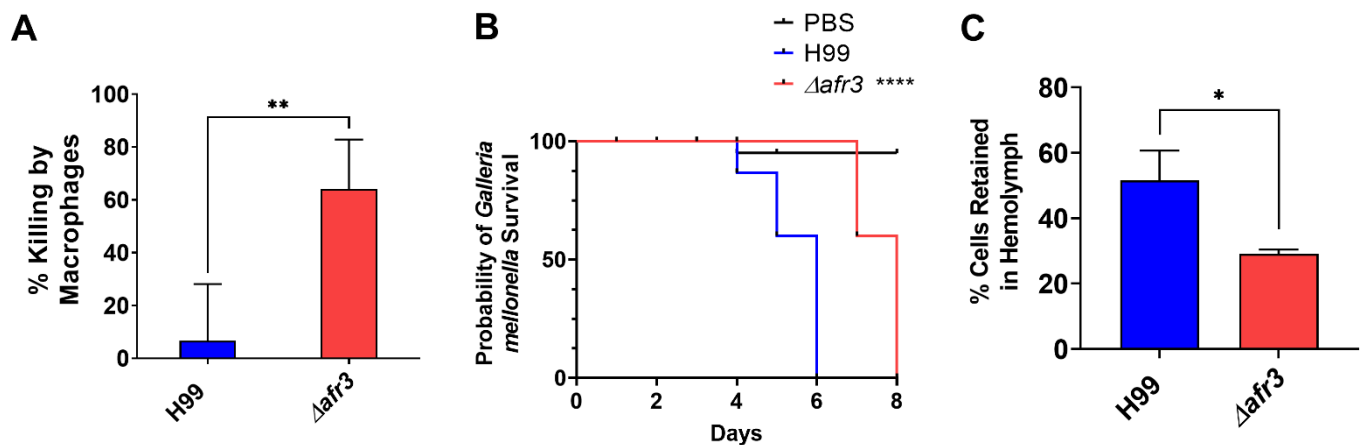 A
% Killing by
Macrophages
100
80
60
40
20
0
**
H99
Δafr3
B
PBS
H99
Δafr3 ****
Probability of Galleria
mellonella Survival
100
50
0
0 2 4 6 8
Days
C
% Cells Retained
in Hemolymph
80
60
40
20
0
*
H99
Δafr3